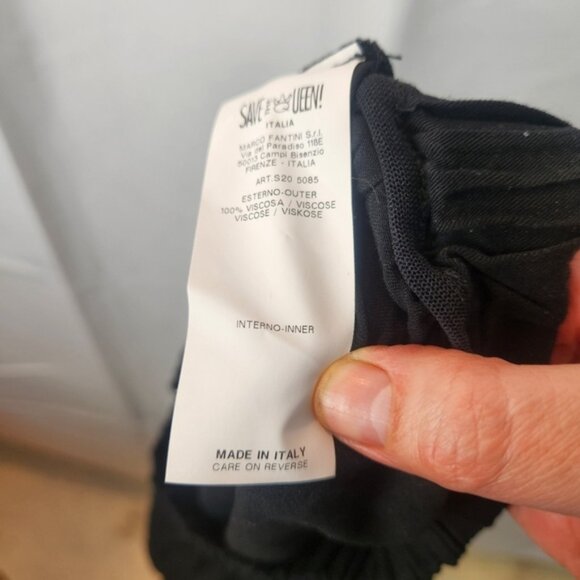 SAVE THE QUEEN!
ITALIA
MARCO FANTINI S.r.l.
Via del Paradiso 118E
50013 Campi Bisenzio
FIRENZE - ITALIA
ART.S20 5085
ESTERNO-OUTER
100% VISCOSA / VISCOSE
VISCOSE / VISKOSE
INTERNO-INNER
MADE IN ITALY
CARE ON REVERSE